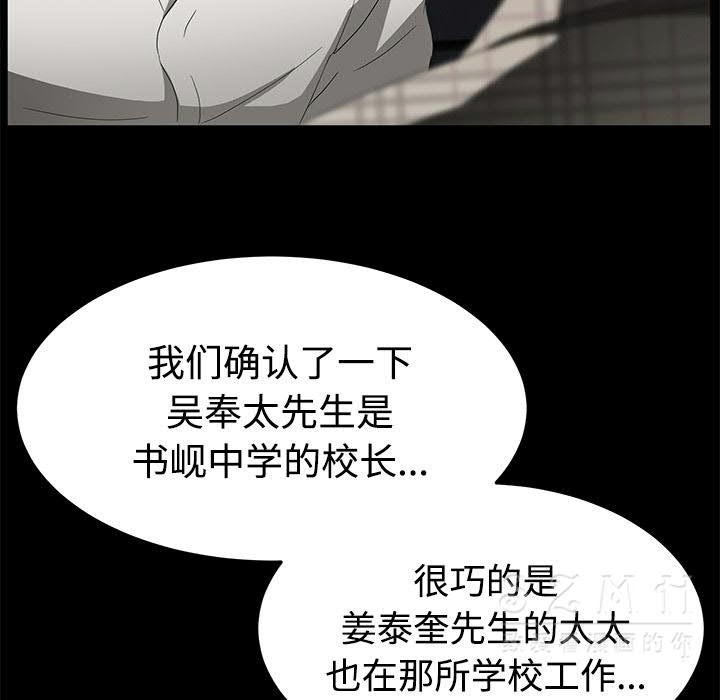 我们确认了一下
吴奉太先生是
书岘中学的校长...
很巧的是
姜泰奎先生的太太
也在那所学校工作...